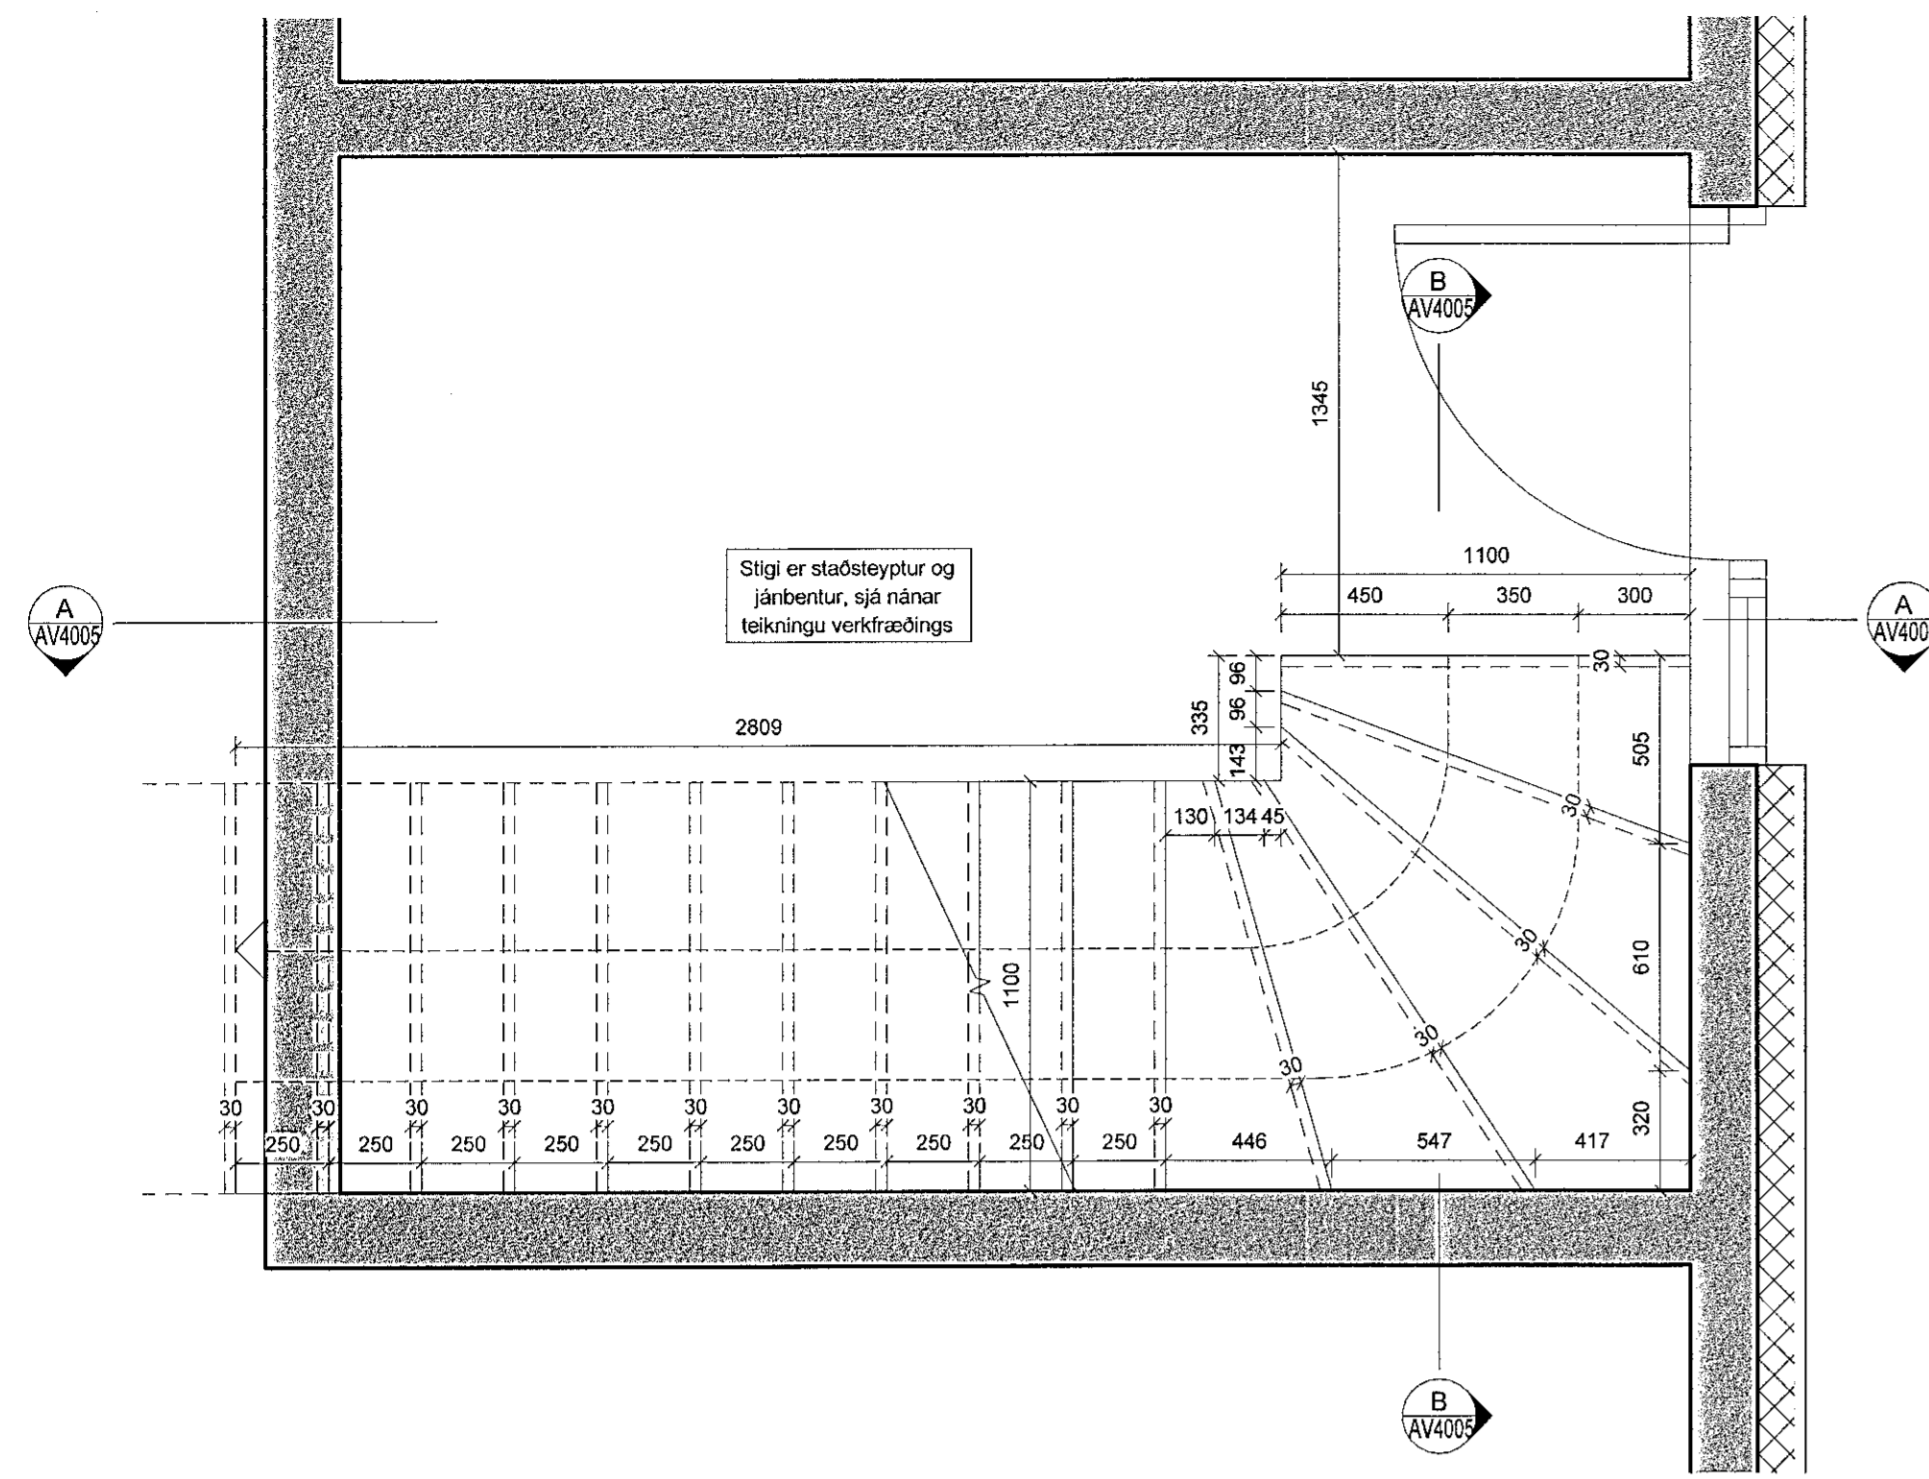 B
AV4005
1345
1100
450 350 300
A
AV4005
Stigi er staðsteyptur og
jánbentur, sjá nánar
teikningu verkfræðings
A
AV400
30
96
335
96
505
2809
143
130 134 45
30
1100
30
610
30
30
30 30 30 30 30 30 30 30 30 30 30
320
250 250 250 250 250 250 250 250 250 250 446 547 417
B
AV4005